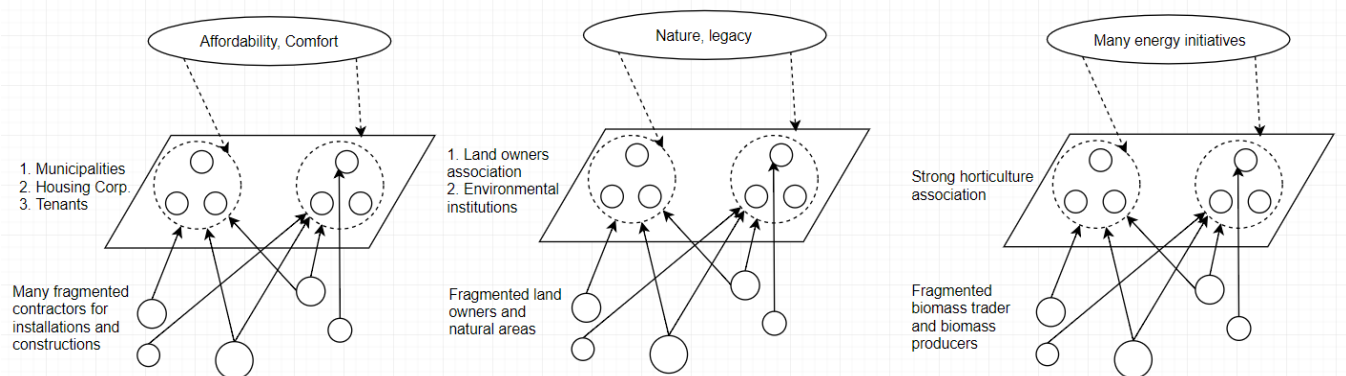 Affordability, Comfort
1. Municipalities
2. Housing Corp.
3. Tenants
Many fragmented
contractors for
installations and
constructions
Nature, legacy
1. Land owners
association
2. Environmental
institutions
Fragmented land
owners and
natural areas
Many energy initiatives
Strong horticulture
association
Fragmented
biomass trader
and biomass
producers